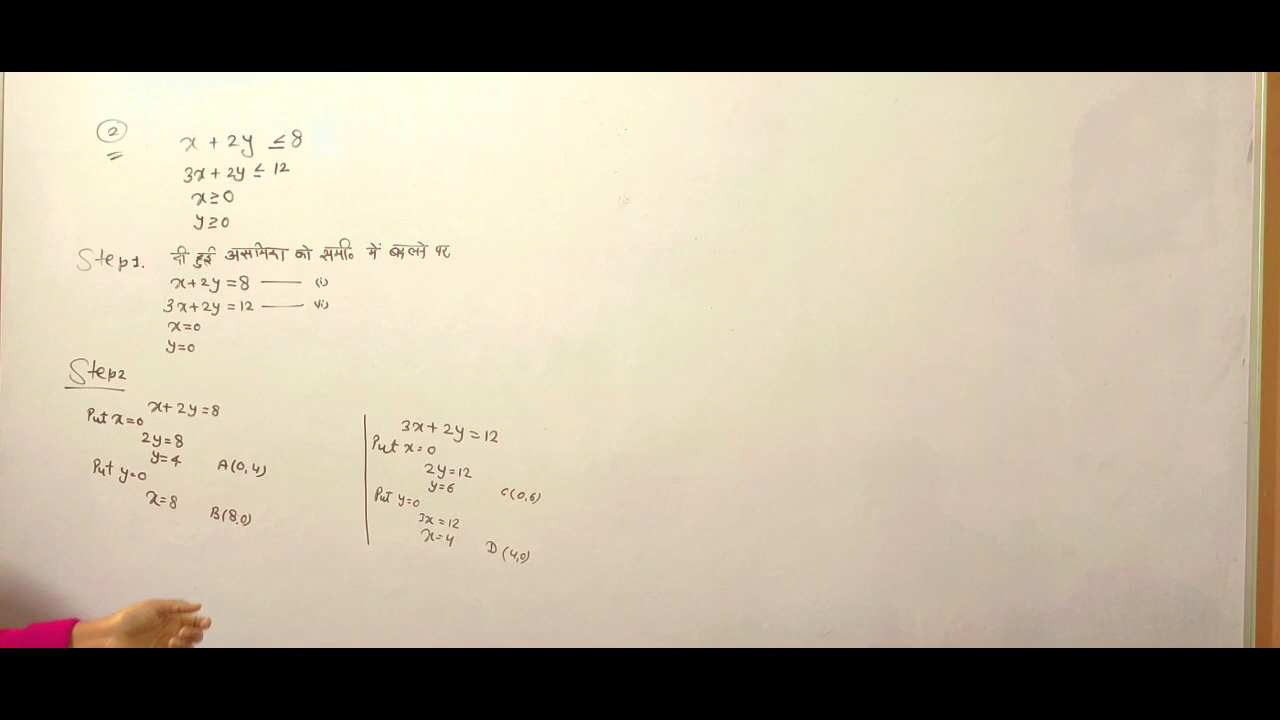 ②
x + 2y ≤ 8
3x + 2y ≤ 12
x ≥ 0
y ≥ 0
Step1. दी हुई असमिका को समी० में बदलने पर
x+2y = 8 —— (i)
3x+2y = 12 —— (ii)
x=0
y=0
Step2
x+2y=8
Put x=0
2y=8
y=4 A(0,4)
Put y=0
x=8 B(8,0)
3x+2y=12
Put x=0
2y=12
y=6 C(0,6)
Put y=0
3x=12
x=4 D(4,0)